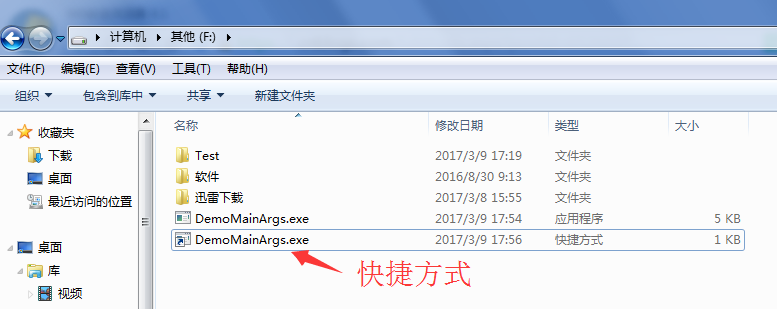 计算机 ▸ 其他 (F:) ▸
文件(F) 编辑(E) 查看(V) 工具(T) 帮助(H)
组织 包含到库中 共享 新建文件夹
收藏夹
下载
桌面
最近访问的位置
桌面
库
视频
名称 修改日期 类型 大小
Test 2017/3/9 17:19 文件夹
软件 2016/8/30 9:13 文件夹
迅雷下载 2017/3/8 15:55 文件夹
DemoMainArgs.exe 2017/3/9 17:54 应用程序 5 KB
DemoMainArgs.exe 2017/3/9 17:56 快捷方式 1 KB
快捷方式